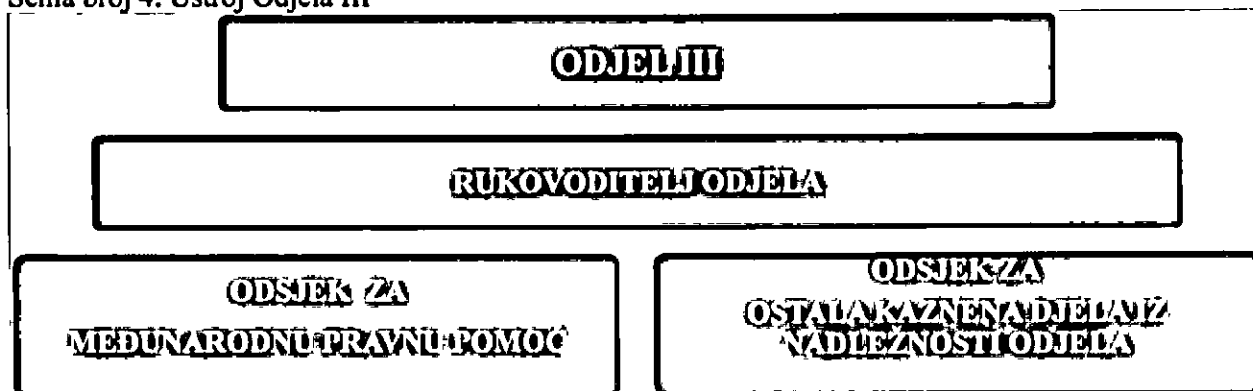 Šema broj 4: Ustroj Odjela III
ODJEL III
RUKOVODITELJ ODJELA
ODSJEK ZA
MEĐUNARODNU PRAVNU POMOĆ
ODSJEK ZA
OSTALA KAZNENA DJELA IZ
NADLEŽNOSTI ODJELA